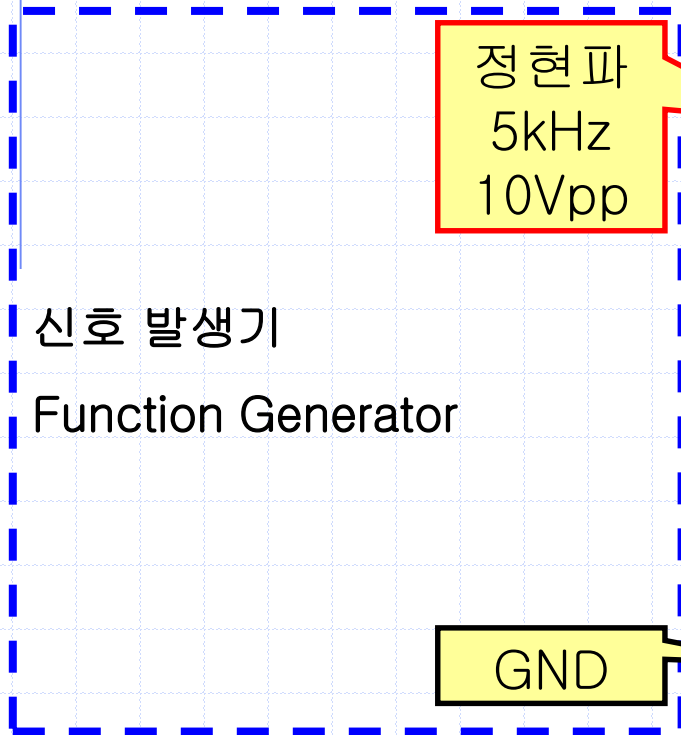 정현파
5kHz
10Vpp
신호 발생기
Function Generator
GND